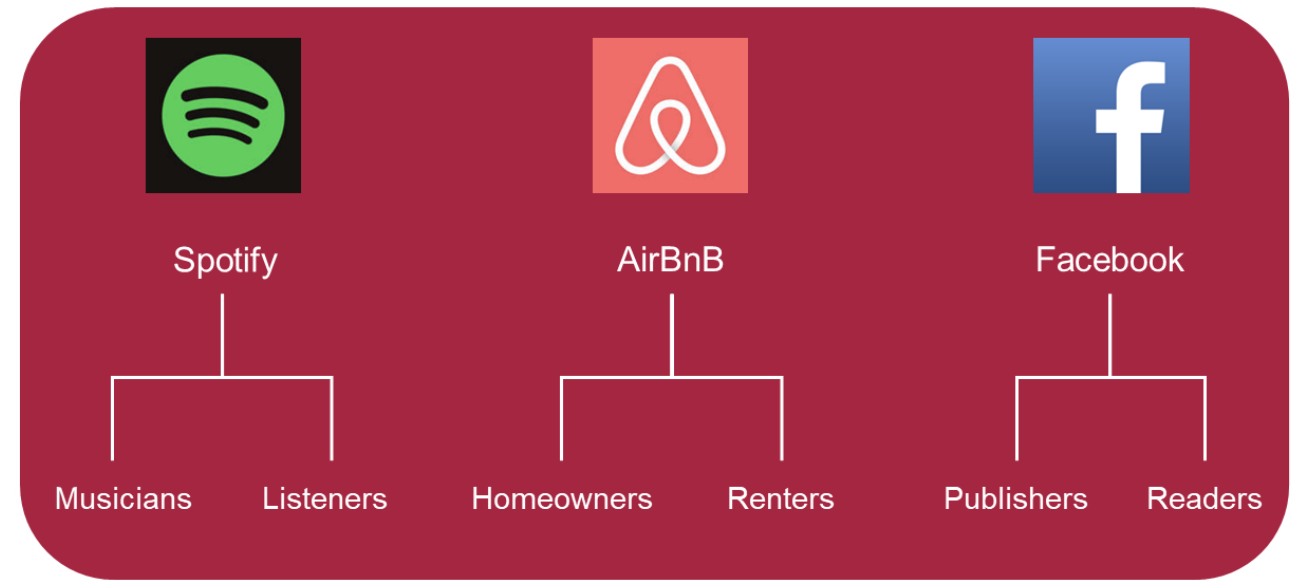 Spotify
AirBnB
Facebook
Musicians
Listeners
Homeowners
Renters
Publishers
Readers